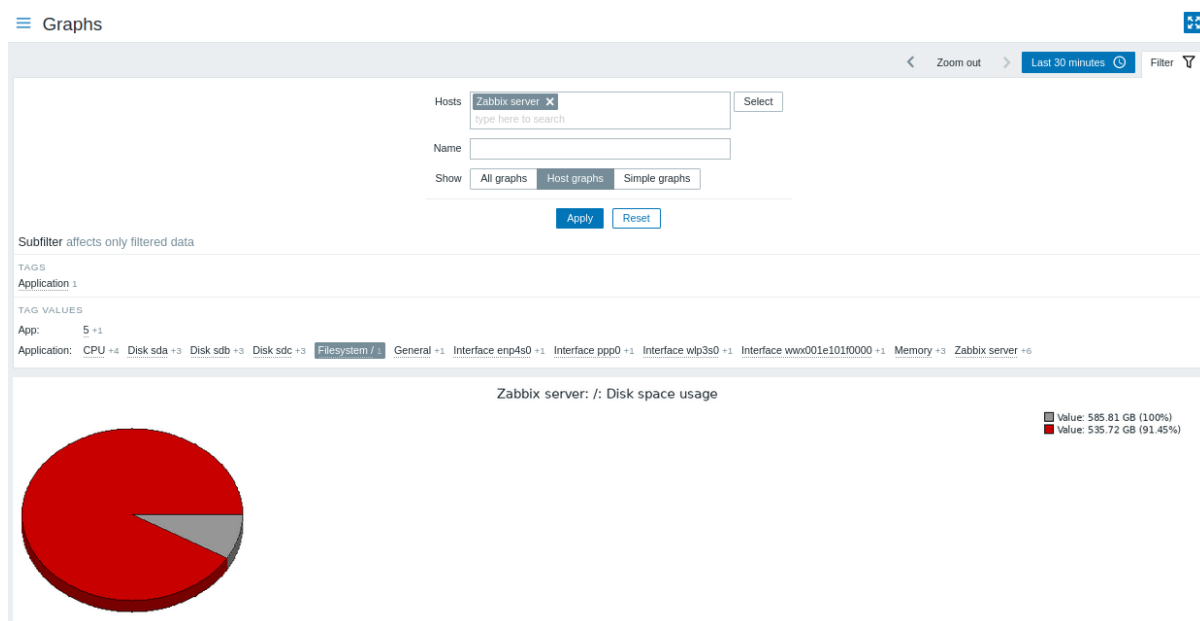 Graphs
Zoom out Last 30 minutes Filter
Hosts Zabbix server Select
type here to search
Name
Show All graphs Host graphs Simple graphs
Apply Reset
Subfilter affects only filtered data
TAGS
Application 1
TAG VALUES
App: 5 +1
Application: CPU +4 Disk sda +3 Disk sdb +3 Disk sdc +3 Filesystem / 1 General +1 Interface enp4s0 +1 Interface ppp0 +1 Interface wlp3s0 +1 Interface wwx001e101f0000 +1 Memory +3 Zabbix server +6
Zabbix server: /: Disk space usage
Value: 585.81 GB (100%)
Value: 535.72 GB (91.45%)